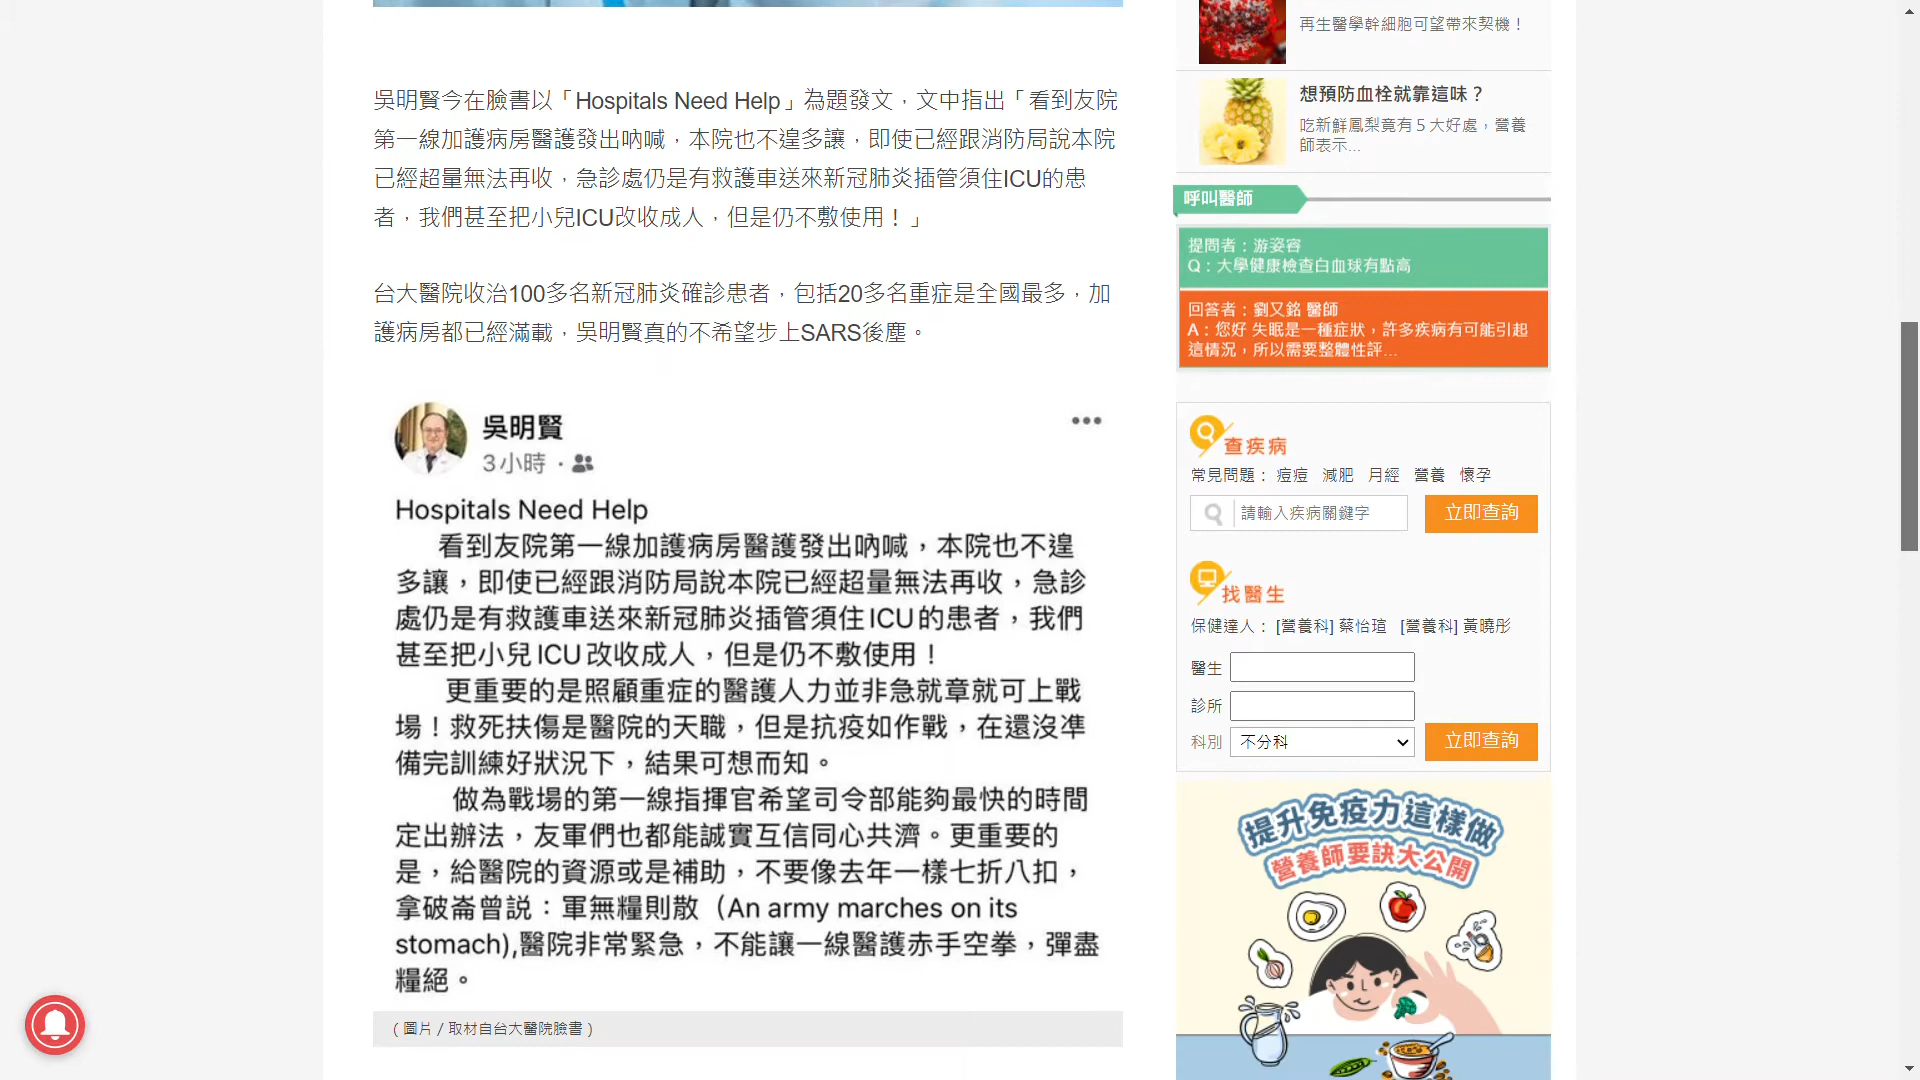 吳明賢今在臉書以「Hospitals Need Help」為題發文，文中指出「看到友院
第一線加護病房醫護發出吶喊，本院也不遑多讓，即使已經跟消防局說本院
已經超量無法再收，急診處仍是有救護車送來新冠肺炎插管須住ICU的患
者，我們甚至把小兒ICU改收成人，但是仍不敷使用！」
台大醫院收治100多名新冠肺炎確診患者，包括20多名重症是全國最多，加
護病房都已經滿載，吳明賢真的不希望步上SARS後塵。
吳明賢
3小時 ·
Hospitals Need Help
看到友院第一線加護病房醫護發出吶喊，本院也不遑
多讓，即使已經跟消防局說本院已經超量無法再收，急診
處仍是有救護車送來新冠肺炎插管須住ICU的患者，我們
甚至把小兒ICU改收成人，但是仍不敷使用！
更重要的是照顧重症的醫護人力並非急就章就可上戰
場！救死扶傷是醫院的天職，但是抗疫如作戰，在還沒準
備完訓練好狀況下，結果可想而知。
做為戰場的第一線指揮官希望司令部能夠最快的時間
定出辦法，友軍們也都能誠實互信同心共濟。更重要的
是，給醫院的資源或是補助，不要像去年一樣七折八扣，
拿破崙曾説：軍無糧則散（An army marches on its
stomach),醫院非常緊急，不能讓一線醫護赤手空拳，彈盡
糧絕。
( 圖片 / 取材自台大醫院臉書 )
再生醫學幹細胞可望帶來契機！
想預防血栓就靠這味？
吃新鮮鳳梨竟有５大好處，營養
師表示...
呼叫醫師
提問者：游姿容
Q：大學健康檢查白血球有點高
回答者：劉又銘 醫師
A：您好 失眠是一種症狀，許多疾病有可能引起
這情況，所以需要整體性評...
查疾病
常見問題： 痘痘 減肥 月經 營養 懷孕
請輸入疾病關鍵字 立即查詢
找醫生
保健達人： [營養科] 蔡怡瑄 [營養科] 黃曉彤
醫生
診所
科別 不分科 立即查詢
提升免疫力這樣做
營養師要訣大公開